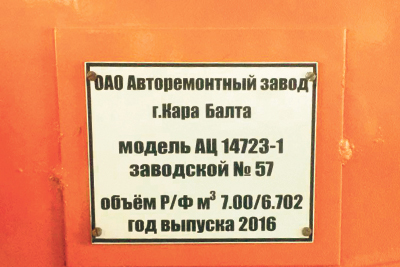 ОАО Авторемонтный завод
г.Кара Балта
модель АЦ 14723-1
заводской № 57
объём Р/Ф м³ 7.00/6.702
год выпуска 2016